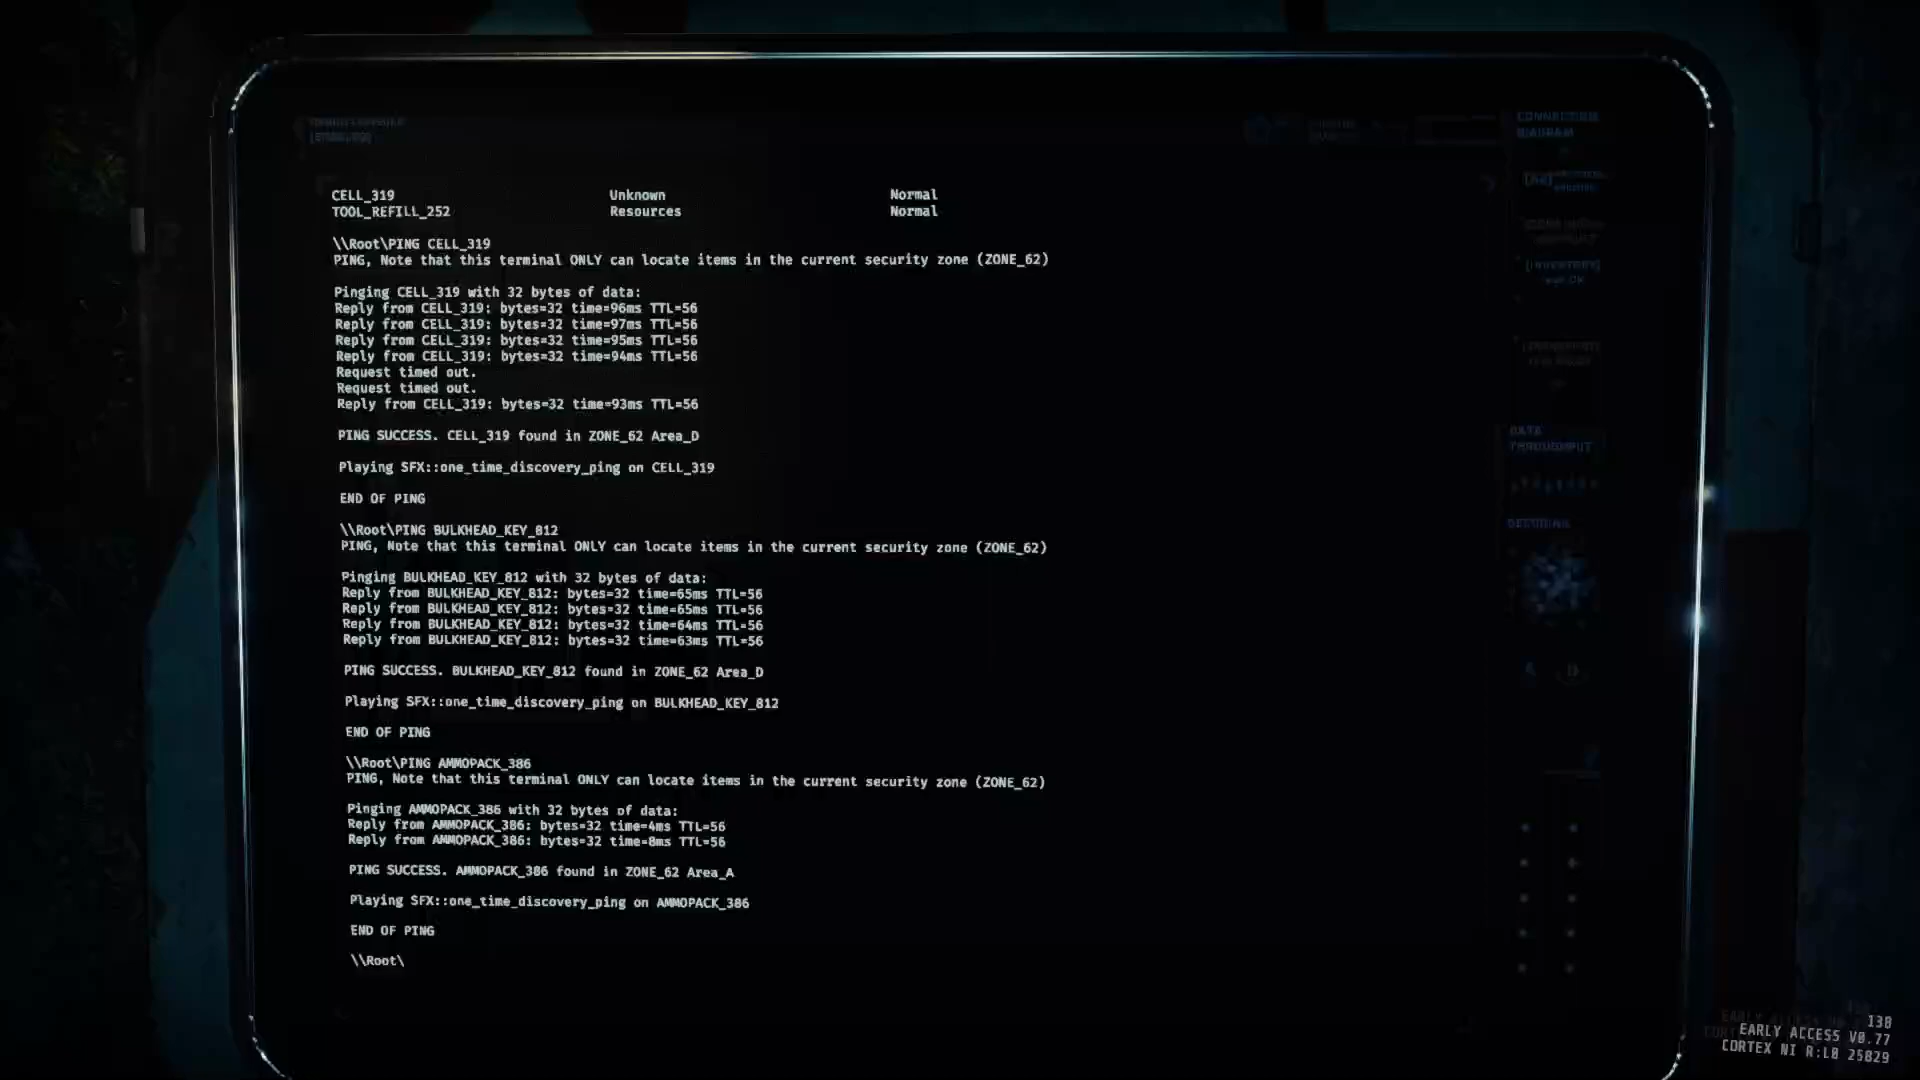 CELL_319 Unknown Normal
TOOL_REFILL_252 Resources Normal
\\Root\PING CELL_319
PING, Note that this terminal ONLY can locate items in the current security zone (ZONE_62)
Pinging CELL_319 with 32 bytes of data:
Reply from CELL_319: bytes=32 time=96ms TTL=56
Reply from CELL_319: bytes=32 time=97ms TTL=56
Reply from CELL_319: bytes=32 time=95ms TTL=56
Reply from CELL_319: bytes=32 time=94ms TTL=56
Request timed out.
Request timed out.
Reply from CELL_319: bytes=32 time=93ms TTL=56
PING SUCCESS. CELL_319 found in ZONE_62 Area_D
Playing SFX::one_time_discovery_ping on CELL_319
END OF PING
\\Root\PING BULKHEAD_KEY_812
PING, Note that this terminal ONLY can locate items in the current security zone (ZONE_62)
Pinging BULKHEAD_KEY_812 with 32 bytes of data:
Reply from BULKHEAD_KEY_812: bytes=32 time=65ms TTL=56
Reply from BULKHEAD_KEY_812: bytes=32 time=65ms TTL=56
Reply from BULKHEAD_KEY_812: bytes=32 time=64ms TTL=56
Reply from BULKHEAD_KEY_812: bytes=32 time=63ms TTL=56
PING SUCCESS. BULKHEAD_KEY_812 found in ZONE_62 Area_D
Playing SFX::one_time_discovery_ping on BULKHEAD_KEY_812
END OF PING
\\Root\PING AMMOPACK_386
PING, Note that this terminal ONLY can locate items in the current security zone (ZONE_62)
Pinging AMMOPACK_386 with 32 bytes of data:
Reply from AMMOPACK_386: bytes=32 time=4ms TTL=56
Reply from AMMOPACK_386: bytes=32 time=8ms TTL=56
PING SUCCESS. AMMOPACK_386 found in ZONE_62 Area_A
Playing SFX::one_time_discovery_ping on AMMOPACK_386
END OF PING
\\Root\
CONNECTION
DIAGRAM
DATA
THROUGHPUT
DECODING
130
EARLY ACCESS V0.77
CORTEX NI R:L0 25829